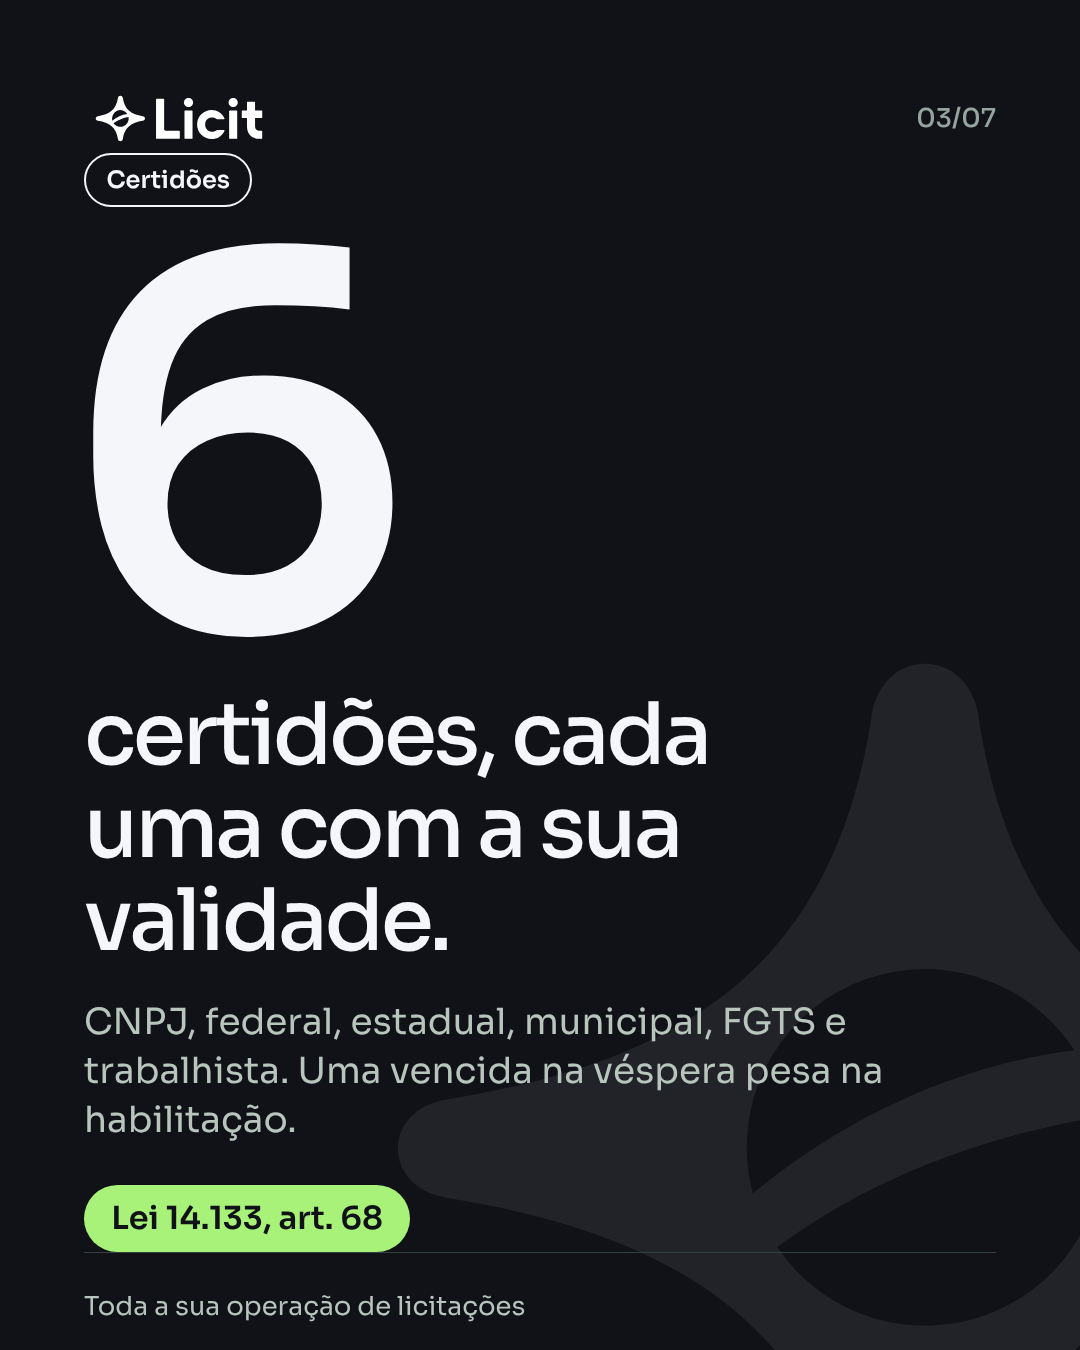 Licit
03/07
Certidões
6
certidões, cada
uma com a sua
validade.
CNPJ, federal, estadual, municipal, FGTS e
trabalhista. Uma vencida na véspera pesa na
habilitação.
Lei 14.133, art. 68
Toda a sua operação de licitações